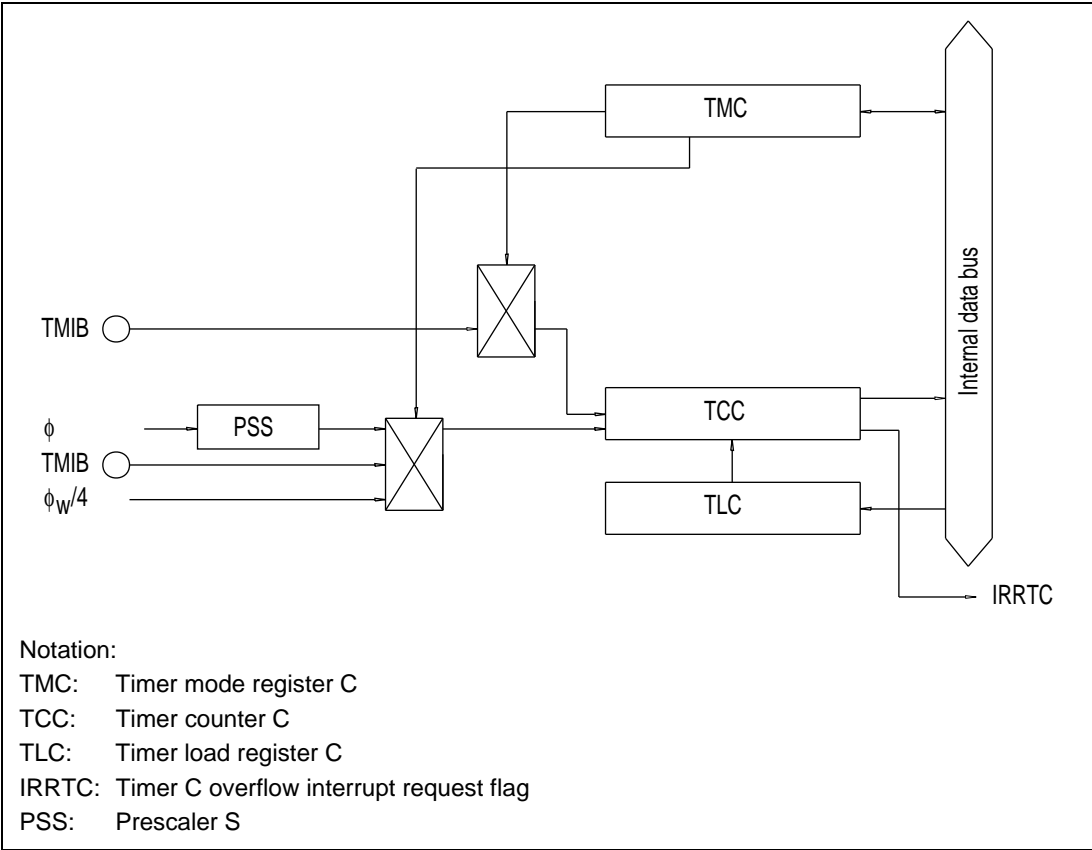 TMC
Internal data bus
TMIB
TCC
φ
PSS
TMIB
φW/4
TLC
IRRTC
Notation:
TMC: Timer mode register C
TCC: Timer counter C
TLC: Timer load register C
IRRTC: Timer C overflow interrupt request flag
PSS: Prescaler S